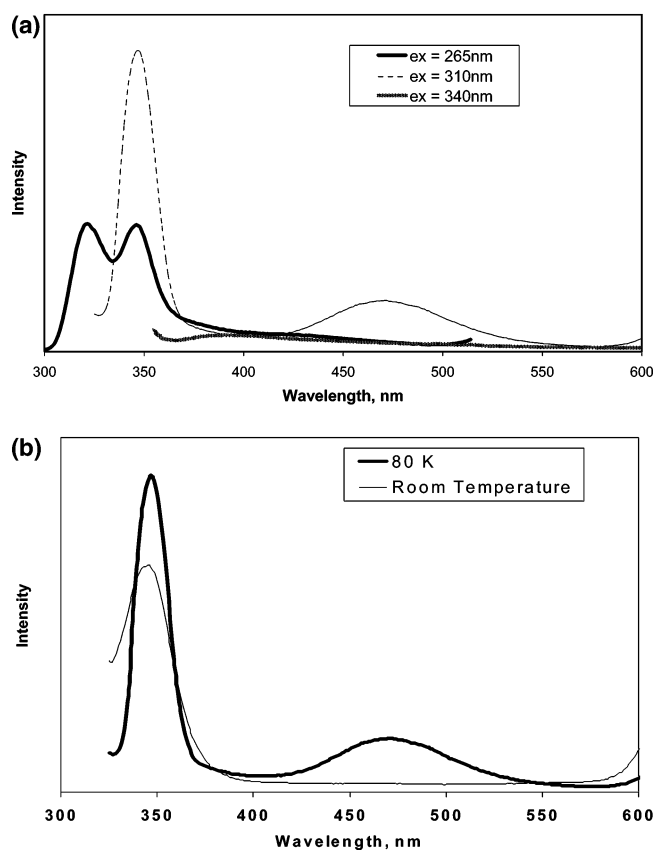 (a)
ex = 265nm
ex = 310nm
ex = 340nm
Intensity
300 350 400 450 500 550 600
Wavelength, nm
(b)
80 K
Room Temperature
Intensity
300 350 400 450 500 550 600
Wavelength, nm